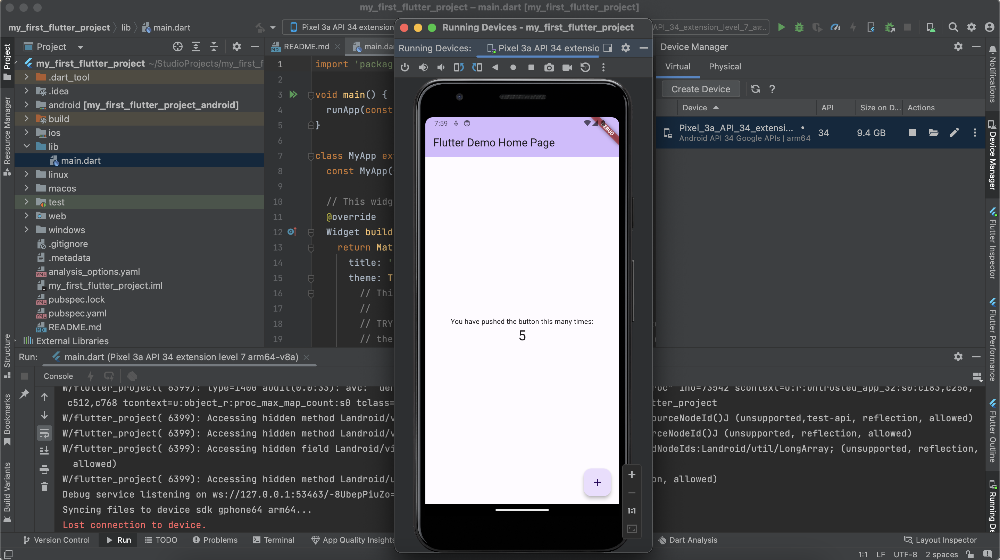 my_first_flutter_project – main.dart [my_first_flutter_project]
my_first_flutter_project lib main.dart
Pixel 3a API 34 extension
API_34_extension_level_7_ar...
Project
my_first_flutter_project ~/StudioProjects/my_first_f
.dart_tool
.idea
android [my_first_flutter_project_android]
build
ios
lib
main.dart
linux
macos
test
web
windows
.gitignore
.metadata
YML analysis_options.yaml
my_first_flutter_project.iml
YML pubspec.lock
YML pubspec.yaml
MD README.md
External Libraries
Project
Resource Manager
Structure
Bookmarks
Build Variants
MD README.md
main.da
1 import 'packag
2
3 void main() {
4 runApp(const
5 }
6
7 class MyApp ex
8 const MyApp(
9
10 // This widg
11 @override
12 Widget build
13 return Mat
14 title: '
15 theme: T
16 // This
17 //
18 // TRY
19 // the
Running Devices - my_first_flutter_project
Running Devices: Pixel 3a API 34 extensio
7:59
DEBUG
Flutter Demo Home Page
You have pushed the button this many times:
5
+
1:1
Device Manager
Virtual Physical
Create Device ?
Device API Size on D... Actions
Pixel_3a_API_34_extensi... 34 9.4 GB
Android API 34 Google APIs | arm64
Notifications
Device Manager
Flutter Inspector
Flutter Performance
Flutter Outline
Running De
Run: main.dart (Pixel 3a API 34 extension level 7 arm64-v8a)
Console
W/flutter_project( 6399): type=1400 audit(0.0:33): avc: den
roc" ino=73542 scontext=u:r:untrusted_app_32:s0:c183,c256,
c512,c768 tcontext=u:object_r:proc_max_map_count:s0 tclass=
tter_project
W/flutter_project( 6399): Accessing hidden method Landroid/v
ourceNodeId()J (unsupported,test-api, reflection, allowed)
W/flutter_project( 6399): Accessing hidden method Landroid/v
rceNodeId()J (unsupported, reflection, allowed)
W/flutter_project( 6399): Accessing hidden field Landroid/vi
dNodeIds:Landroid/util/LongArray; (unsupported, reflection,
allowed)
W/flutter_project( 6399): Accessing hidden method Landroid/u
on, allowed)
Debug service listening on ws://127.0.0.1:53463/-8UbepPiuZo=
Syncing files to device sdk gphone64 arm64...
Lost connection to device.
Version Control Run TODO Problems Terminal App Quality Insights Dart Analysis Layout Inspector
1:1 LF UTF-8 2 spaces